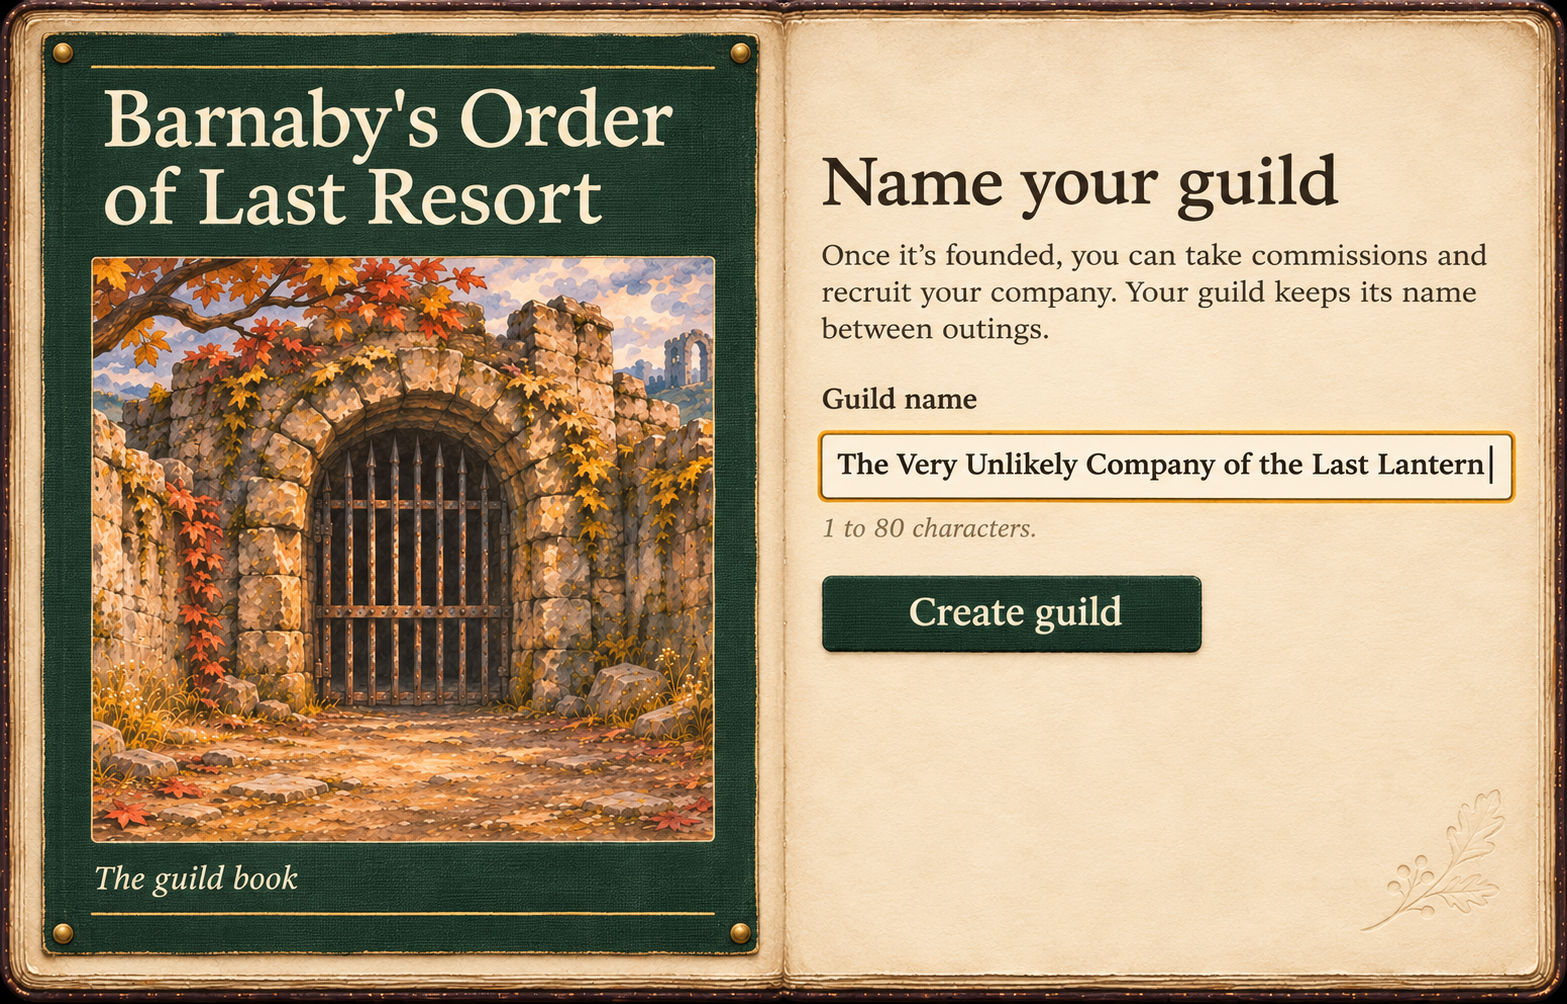 Barnaby's Order
of Last Resort
The guild book
Name your guild
Once it’s founded, you can take commissions and
recruit your company. Your guild keeps its name
between outings.
Guild name
The Very Unlikely Company of the Last Lantern
1 to 80 characters.
Create guild